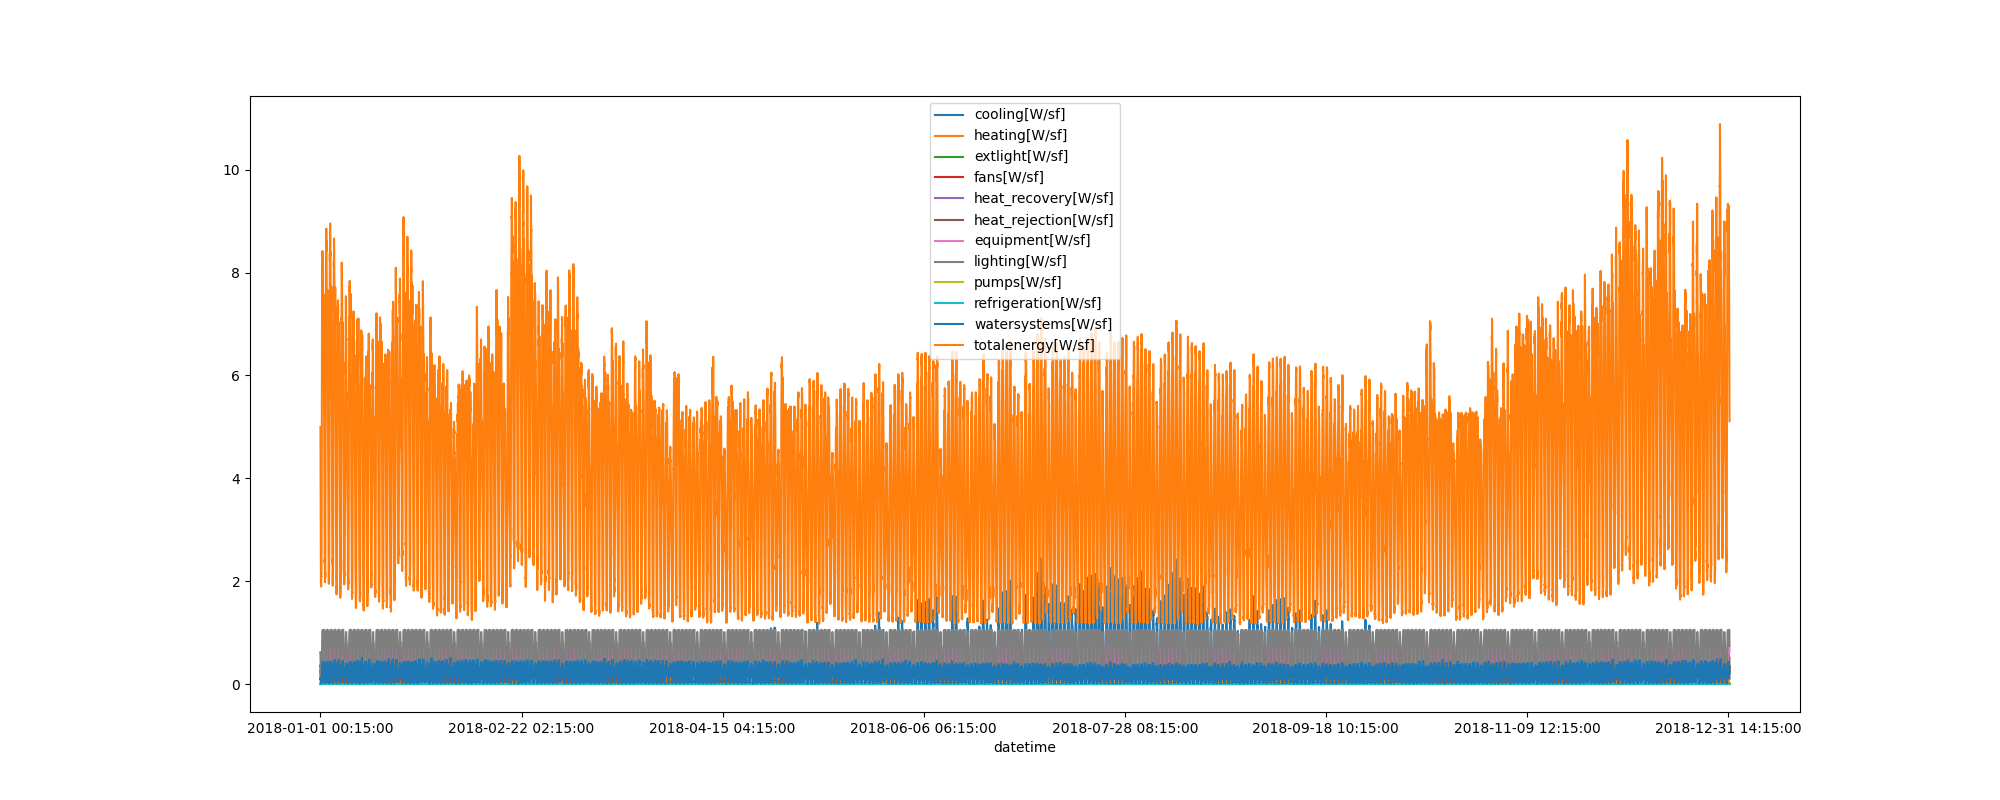 cooling[W/sf]
heating[W/sf]
extlight[W/sf]
fans[W/sf]
heat_recovery[W/sf]
heat_rejection[W/sf]
equipment[W/sf]
lighting[W/sf]
pumps[W/sf]
refrigeration[W/sf]
watersystems[W/sf]
totalenergy[W/sf]
10
8
6
4
2
0
2018-01-01 00:15:00 2018-02-22 02:15:00 2018-04-15 04:15:00 2018-06-06 06:15:00 2018-07-28 08:15:00 2018-09-18 10:15:00 2018-11-09 12:15:00 2018-12-31 14:15:00
datetime